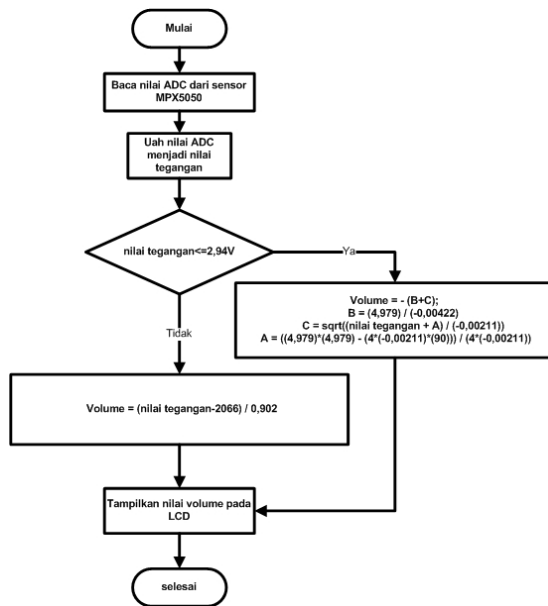 Mulai
Baca nilai ADC dari sensor
MPX5050
Uah nilai ADC
menjadi nilai
tegangan
nilai tegangan<=2,94V
Ya
Volume = - (B+C);
B = (4,979) / (-0,00422)
C = sqrt((nilai tegangan + A) / (-0,00211))
A = ((4,979)*(4,979) - (4*(-0,00211)*(90))) / (4*(-0,00211))
Tidak
Volume = (nilai tegangan-2066) / 0,902
Tampilkan nilai volume pada
LCD
selesai